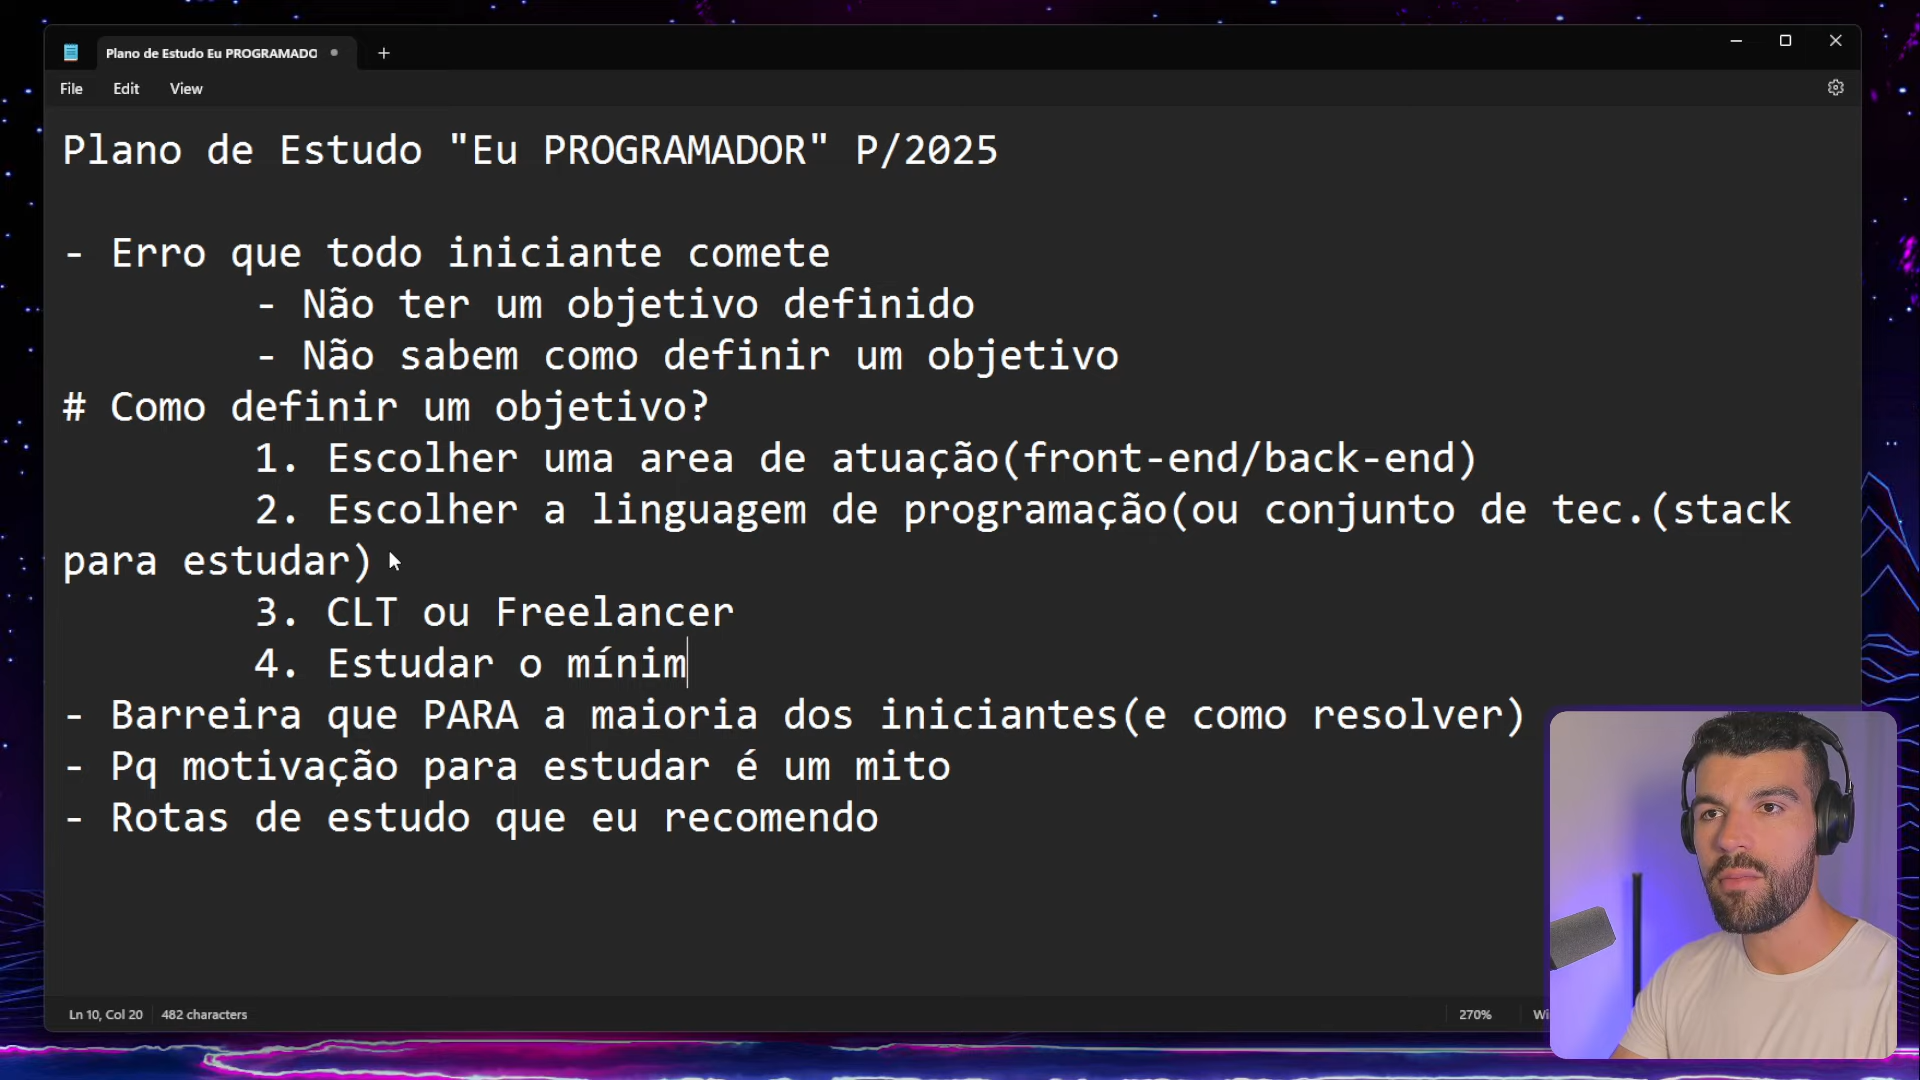 Plano de Estudo Eu PROGRAMADO
File Edit View
Plano de Estudo "Eu PROGRAMADOR" P/2025
- Erro que todo iniciante comete
- Não ter um objetivo definido
- Não sabem como definir um objetivo
# Como definir um objetivo?
1. Escolher uma area de atuação(front-end/back-end)
2. Escolher a linguagem de programação(ou conjunto de tec.(stack
para estudar)
3. CLT ou Freelancer
4. Estudar o mínim
- Barreira que PARA a maioria dos iniciantes(e como resolver)
- Pq motivação para estudar é um mito
- Rotas de estudo que eu recomendo
Ln 10, Col 20 482 characters 270% Wi